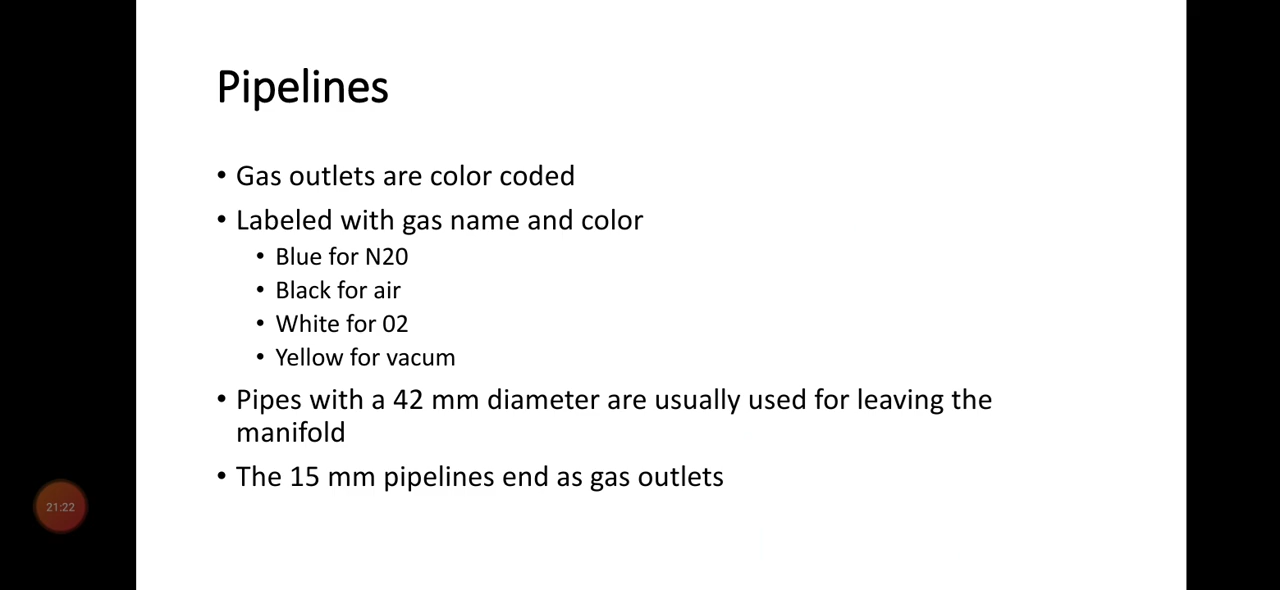 Pipelines
• Gas outlets are color coded
• Labeled with gas name and color
• Blue for N20
• Black for air
• White for 02
• Yellow for vacum
• Pipes with a 42 mm diameter are usually used for leaving the
manifold
• The 15 mm pipelines end as gas outlets
21:22